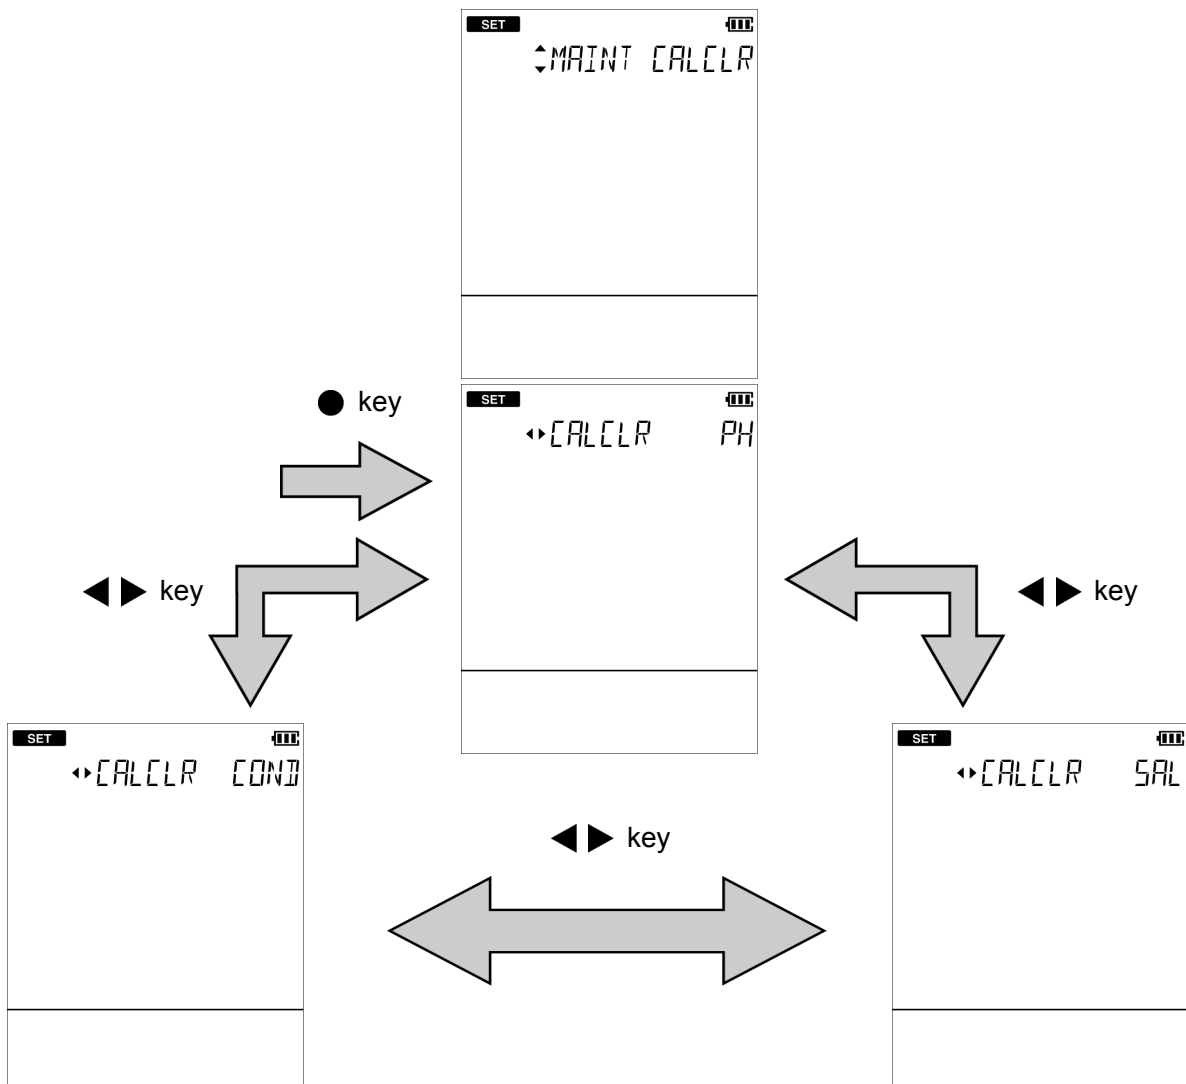 SET
MAINT CALCLR
● key
SET
CALCLR PH
◀ ▶ key
◀ ▶ key
SET
CALCLR COND
SET
CALCLR SAL
◀ ▶ key